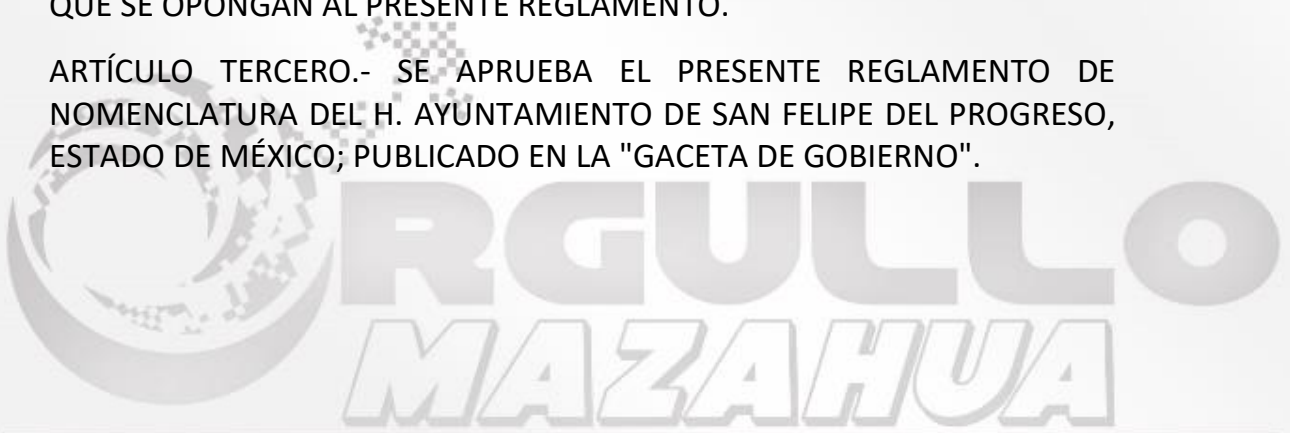 QUE SE OPONGAN AL PRESENTE REGLAMENTO.
ARTÍCULO TERCERO.- SE APRUEBA EL PRESENTE REGLAMENTO DE
NOMENCLATURA DEL H. AYUNTAMIENTO DE SAN FELIPE DEL PROGRESO,
ESTADO DE MÉXICO; PUBLICADO EN LA "GACETA DE GOBIERNO".
ORGULLO
MAZAHUA